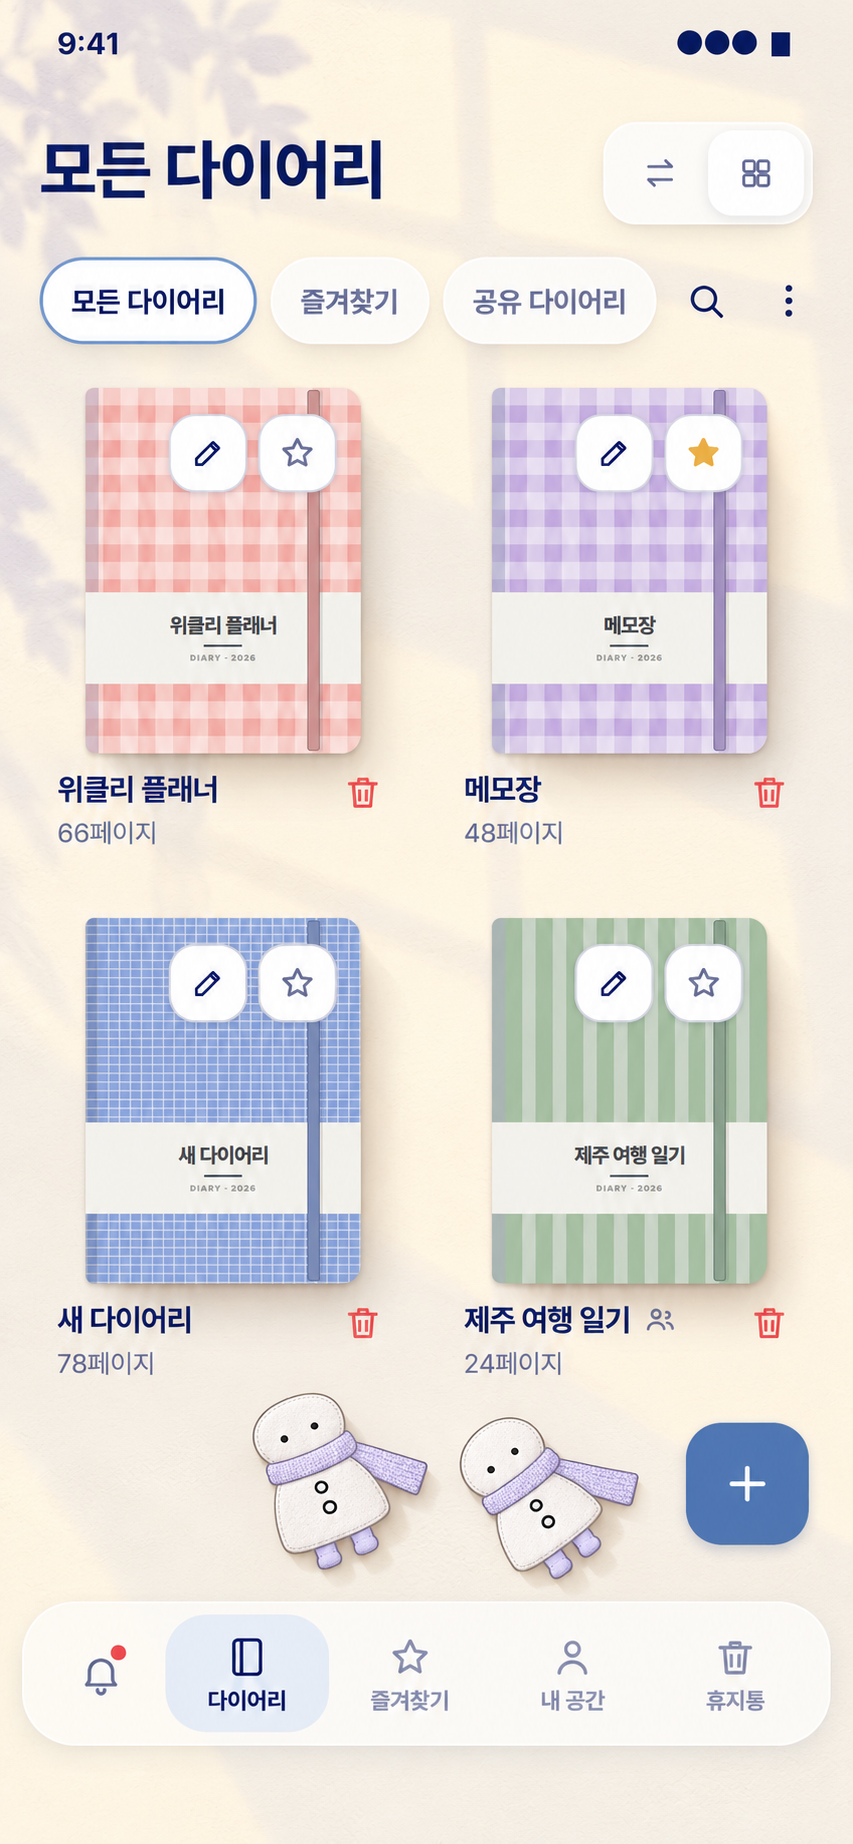 9:41
모든 다이어리
모든 다이어리
즐겨찾기
공유 다이어리
위클리 플래너
DIARY · 2026
메모장
DIARY · 2026
위클리 플래너
66페이지
메모장
48페이지
새 다이어리
DIARY · 2026
제주 여행 일기
DIARY · 2026
새 다이어리
78페이지
제주 여행 일기
24페이지
다이어리
즐겨찾기
내 공간
휴지통